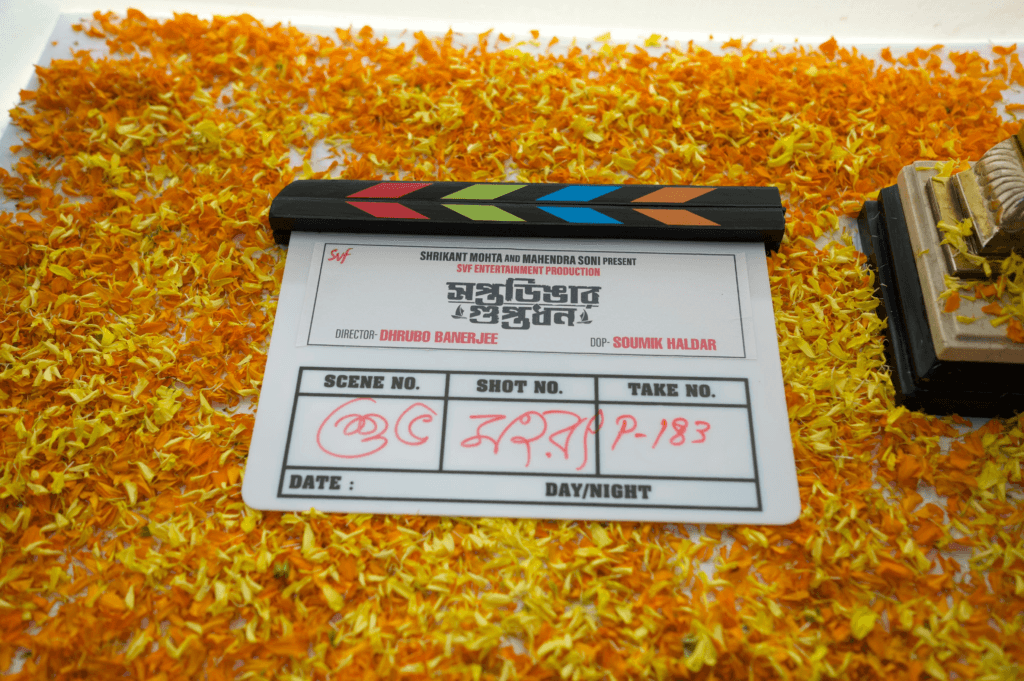 svf
SHRIKANT MOHTA AND MAHENDRA SONI PRESENT
SVF ENTERTAINMENT PRODUCTION
সপ্তডিঙার
গুপ্তধন
DIRECTOR- DHRUBO BANERJEE DOP- SOUMIK HALDAR
SCENE NO. SHOT NO. TAKE NO.
শুভ মহরৎ P-183
DATE : DAY/NIGHT